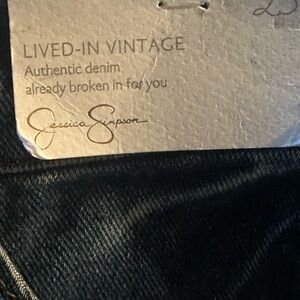 LIVED-IN VINTAGE
Authentic denim
already broken in for you
Jessica Simpson